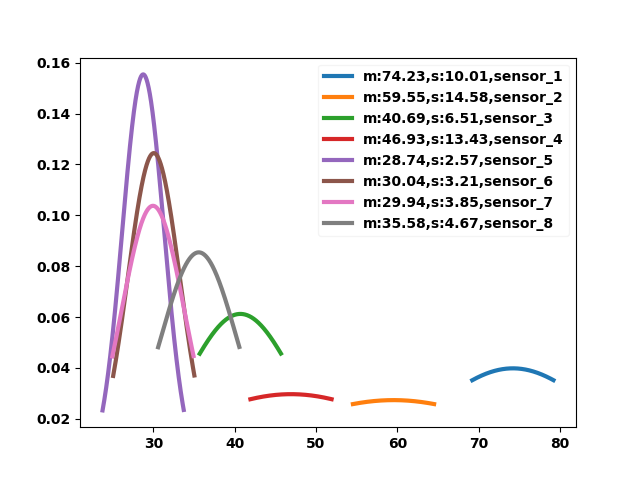 0.16
0.14
0.12
0.10
0.08
0.06
0.04
0.02
m:74.23,s:10.01,sensor_1
m:59.55,s:14.58,sensor_2
m:40.69,s:6.51,sensor_3
m:46.93,s:13.43,sensor_4
m:28.74,s:2.57,sensor_5
m:30.04,s:3.21,sensor_6
m:29.94,s:3.85,sensor_7
m:35.58,s:4.67,sensor_8
30 40 50 60 70 80